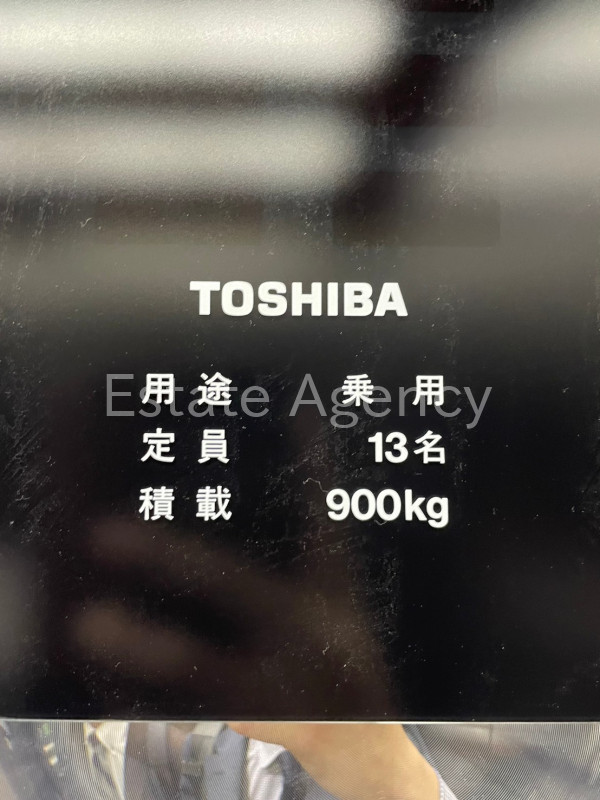 TOSHIBA
用途 乗用
Estate Agency
定員 13名
積載 900kg